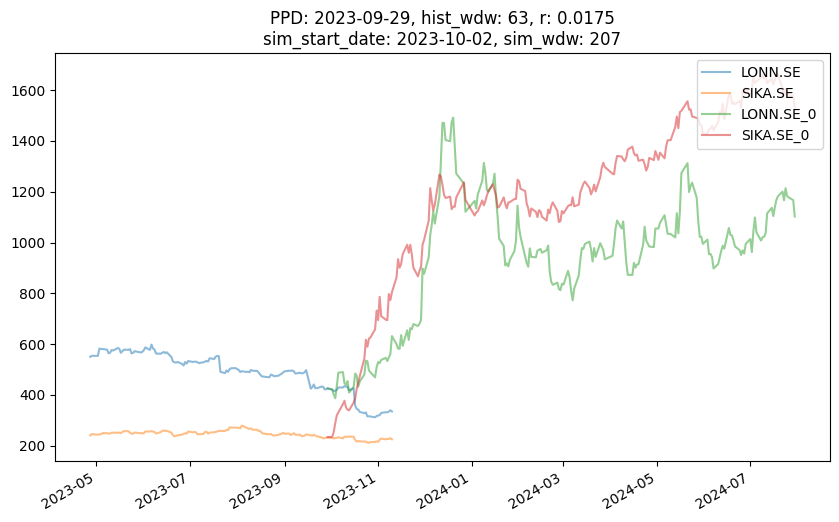 PPD: 2023-09-29, hist_wdw: 63, r: 0.0175
sim_start_date: 2023-10-02, sim_wdw: 207
LONN.SE
SIKA.SE
LONN.SE_0
SIKA.SE_0
1600
1400
1200
1000
800
600
400
200
2023-05
2023-07
2023-09
2023-11
2024-01
2024-03
2024-05
2024-07